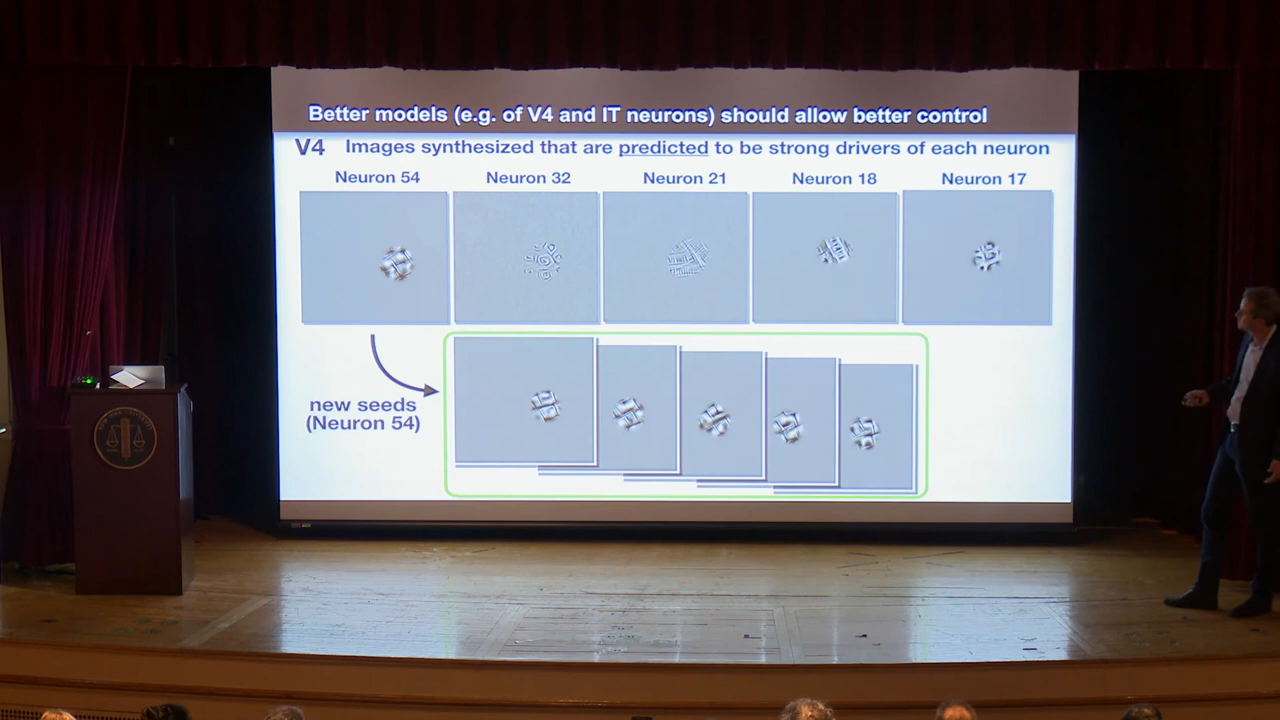 Better models (e.g. of V4 and IT neurons) should allow better control
V4 Images synthesized that are predicted to be strong drivers of each neuron
Neuron 54 Neuron 32 Neuron 21 Neuron 18 Neuron 17
new seeds
(Neuron 54)